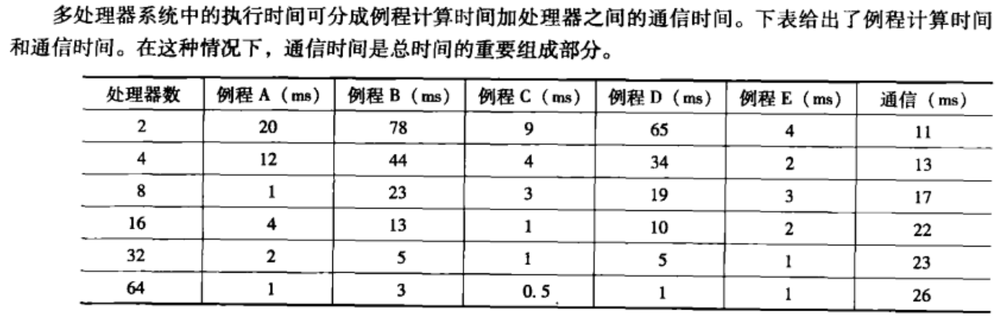 多处理器系统中的执行时间可分成例程计算时间加处理器之间的通信时间。下表给出了例程计算时间
和通信时间。在这种情况下，通信时间是总时间的重要组成部分。
处理器数 例程 A（ms） 例程 B（ms） 例程 C（ms） 例程 D（ms） 例程 E（ms） 通信（ms）
2 20 78 9 65 4 11
4 12 44 4 34 2 13
8 1 23 3 19 3 17
16 4 13 1 10 2 22
32 2 5 1 5 1 23
64 1 3 0.5 1 1 26